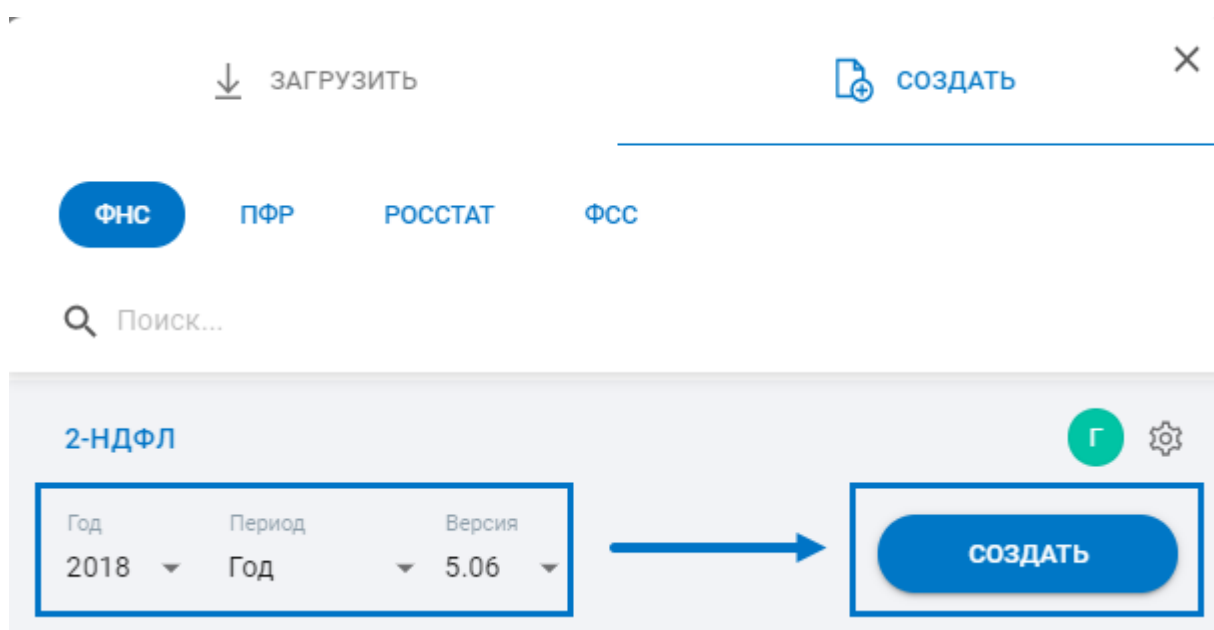 ЗАГРУЗИТЬ СОЗДАТЬ
ФНС ПФР РОССТАТ ФСС
Поиск...
2-НДФЛ Г
Год Период Версия
2018 Год 5.06 СОЗДАТЬ